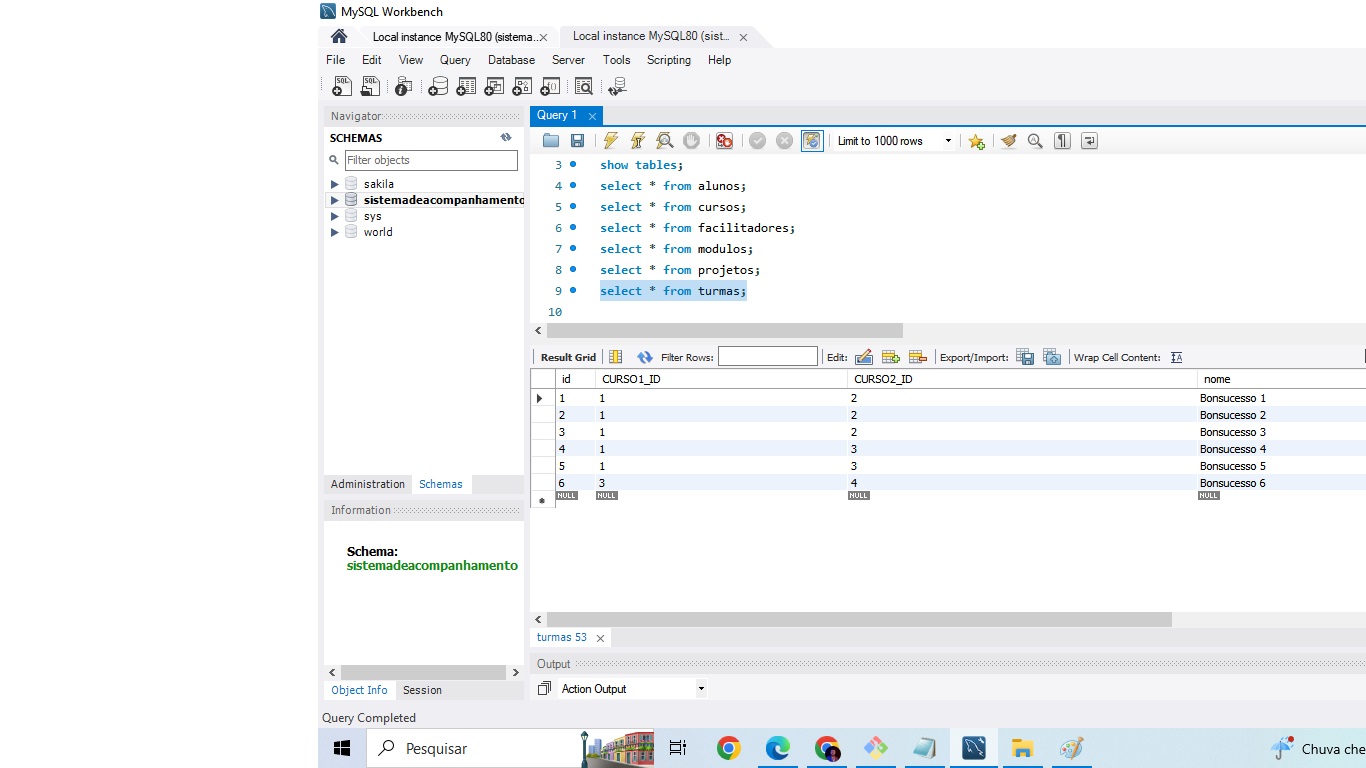 MySQL Workbench
Local instance MySQL80 (sistema... Local instance MySQL80 (sist...
File Edit View Query Database Server Tools Scripting Help
Navigator
SCHEMAS
Filter objects
sakila
sistemadeacompanhamento
sys
world
Administration Schemas
Information
Schema:
sistemadeacompanhamento
Object Info Session
Query 1
Limit to 1000 rows
3 show tables;
4 select * from alunos;
5 select * from cursos;
6 select * from facilitadores;
7 select * from modulos;
8 select * from projetos;
9 select * from turmas;
10
Result Grid Filter Rows: Edit: Export/Import: Wrap Cell Content:
id CURSO1_ID CURSO2_ID nome
1 1 2 Bonsucesso 1
2 1 2 Bonsucesso 2
3 1 2 Bonsucesso 3
4 1 3 Bonsucesso 4
5 1 3 Bonsucesso 5
6 3 4 Bonsucesso 6
NULL NULL NULL NULL
turmas 53
Output
Action Output
Query Completed
Pesquisar
Chuva che